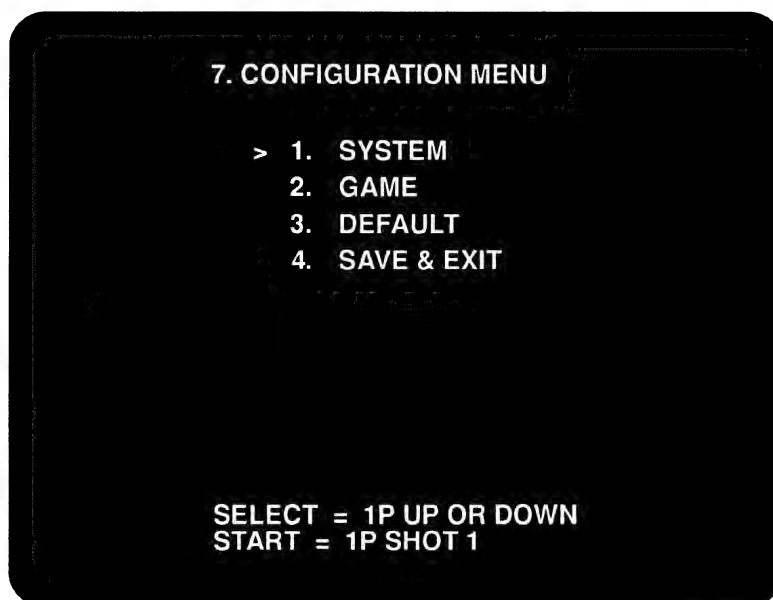 7. CONFIGURATION MENU
> 1. SYSTEM
2. GAME
3. DEFAULT
4. SAVE & EXIT
SELECT = 1P UP OR DOWN
START = 1P SHOT 1